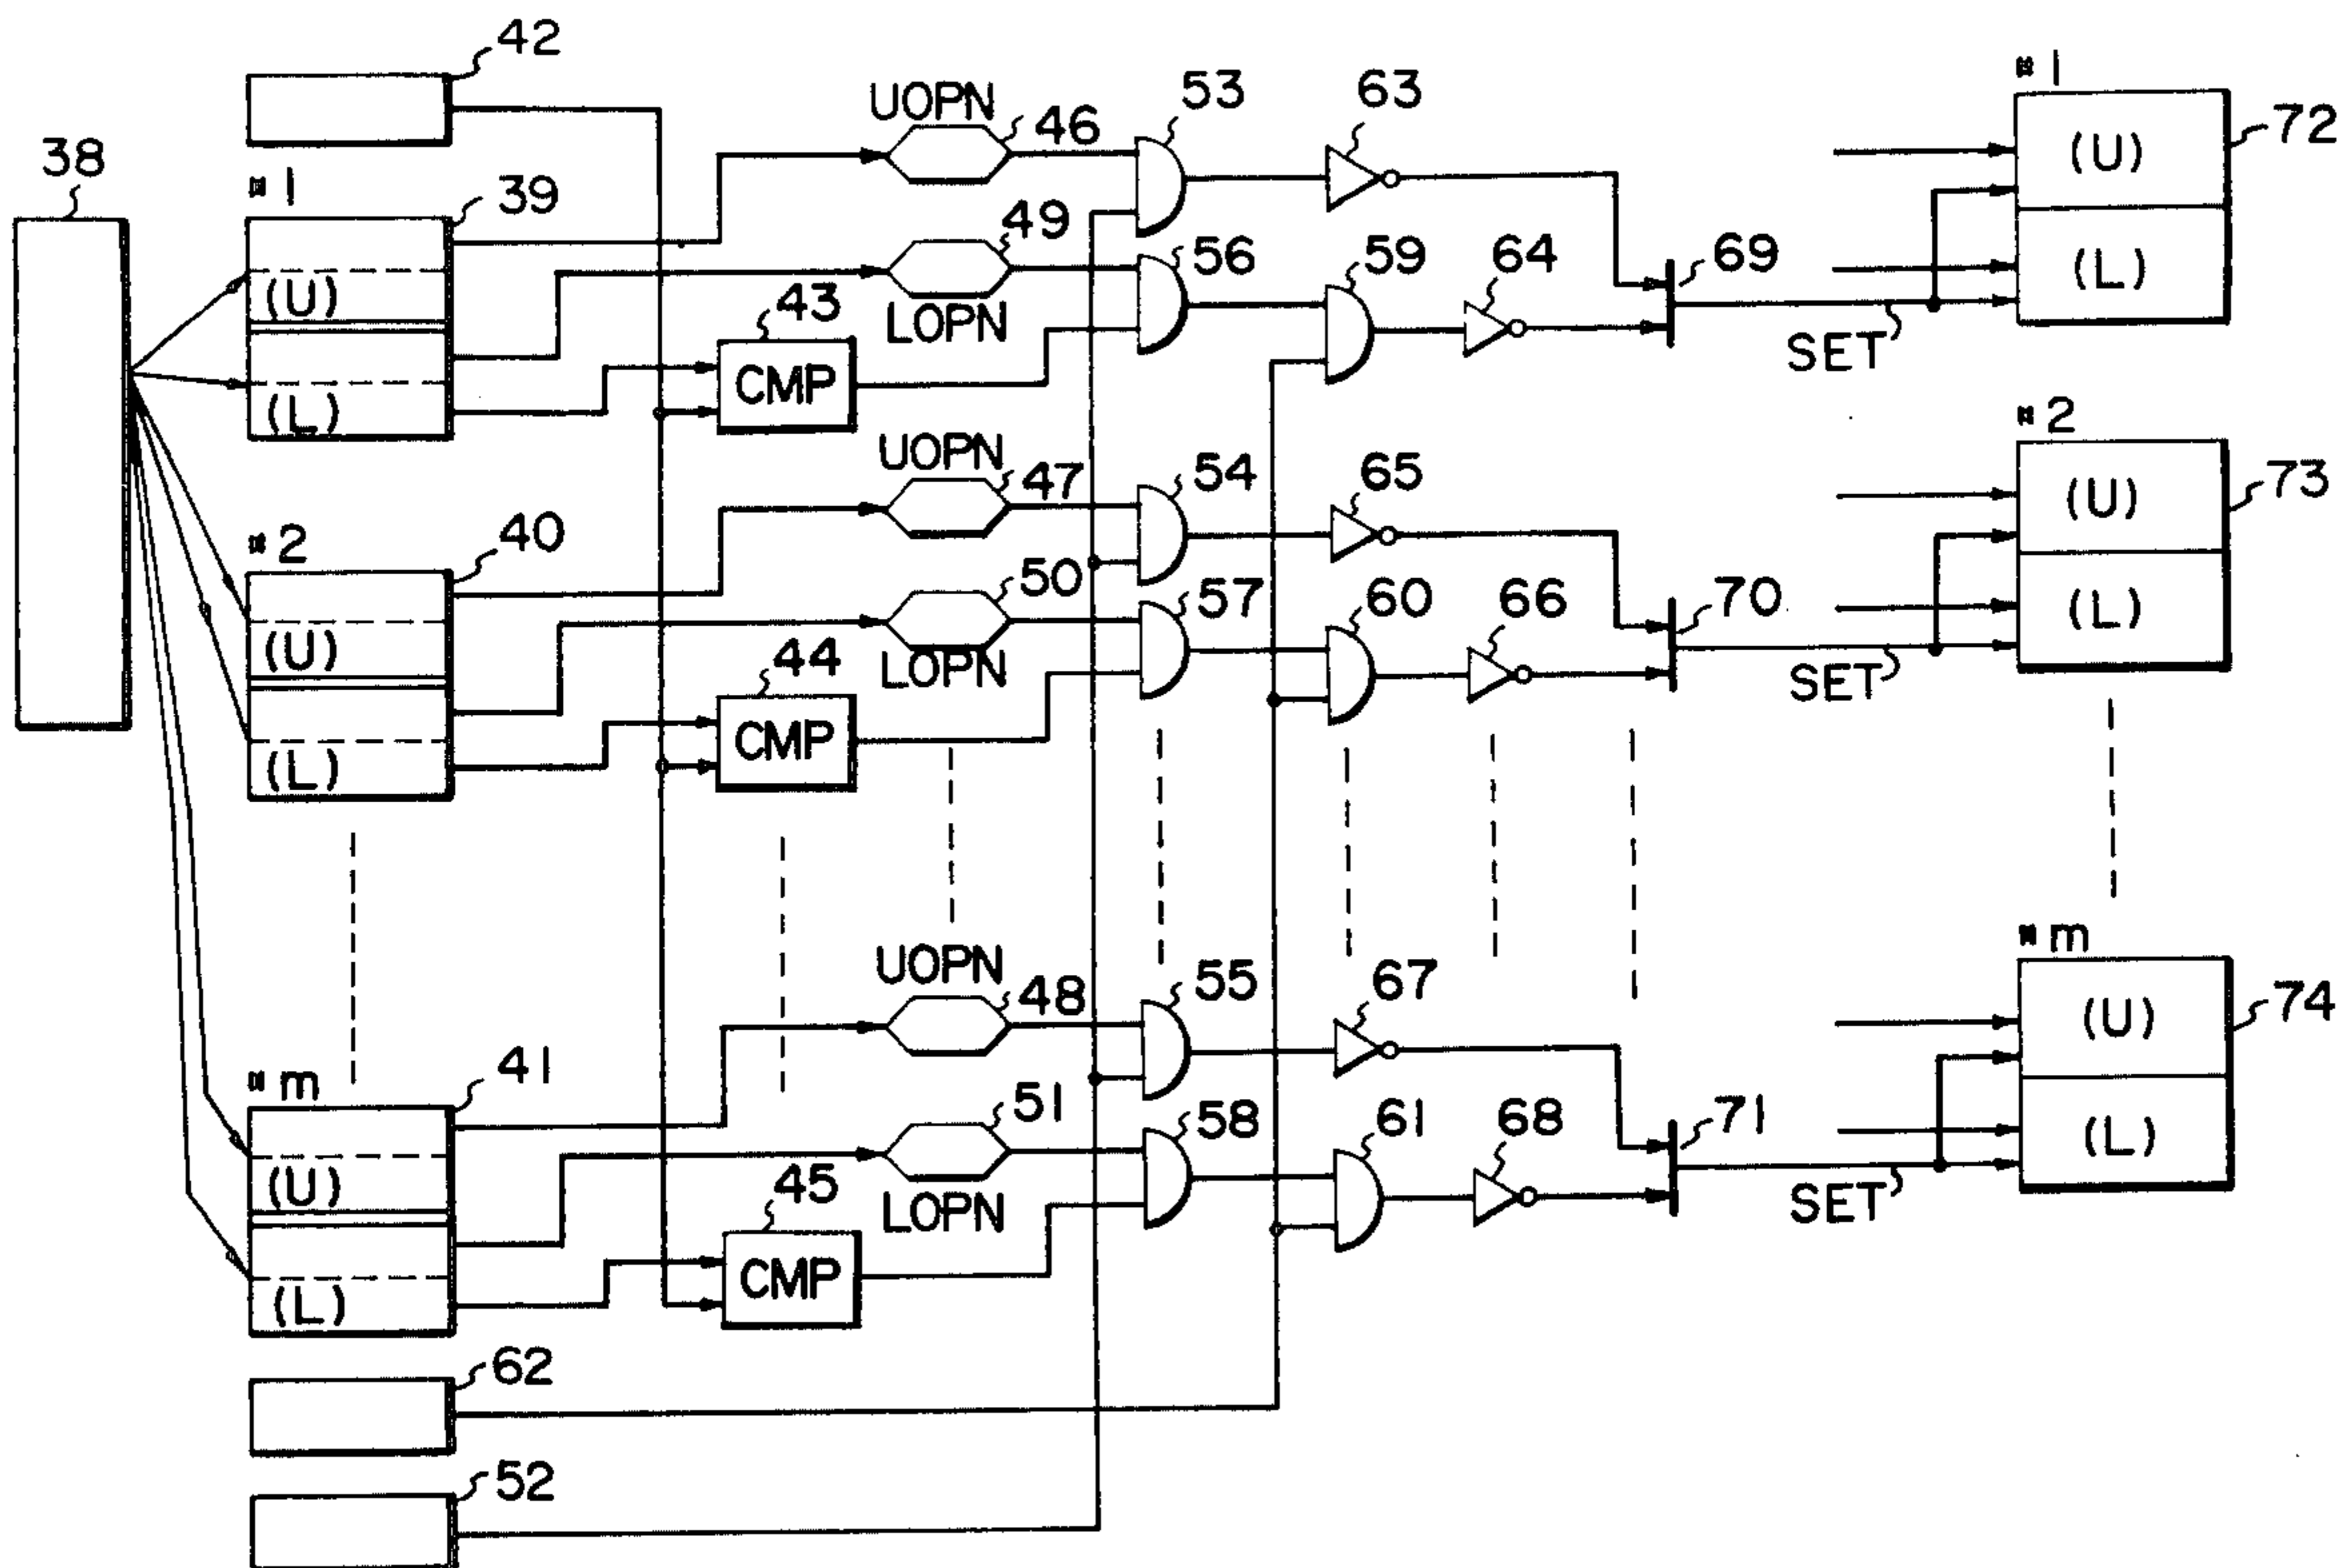 42
38
UOPN
46
53
63
#1
72
(U)
#1
39
49
56
59
64
69
(U)
43
LOPN
(L)
CMP
SET
(L)
UOPN
#2
47
54
65
73
(U)
#2
40
50
57
60
66
70
(U)
44
LOPN
(L)
CMP
SET
(L)
#m
UOPN
48
55
67
74
(U)
#m
41
51
58
61
68
71
(U)
45
LOPN
(L)
CMP
SET
(L)
62
52